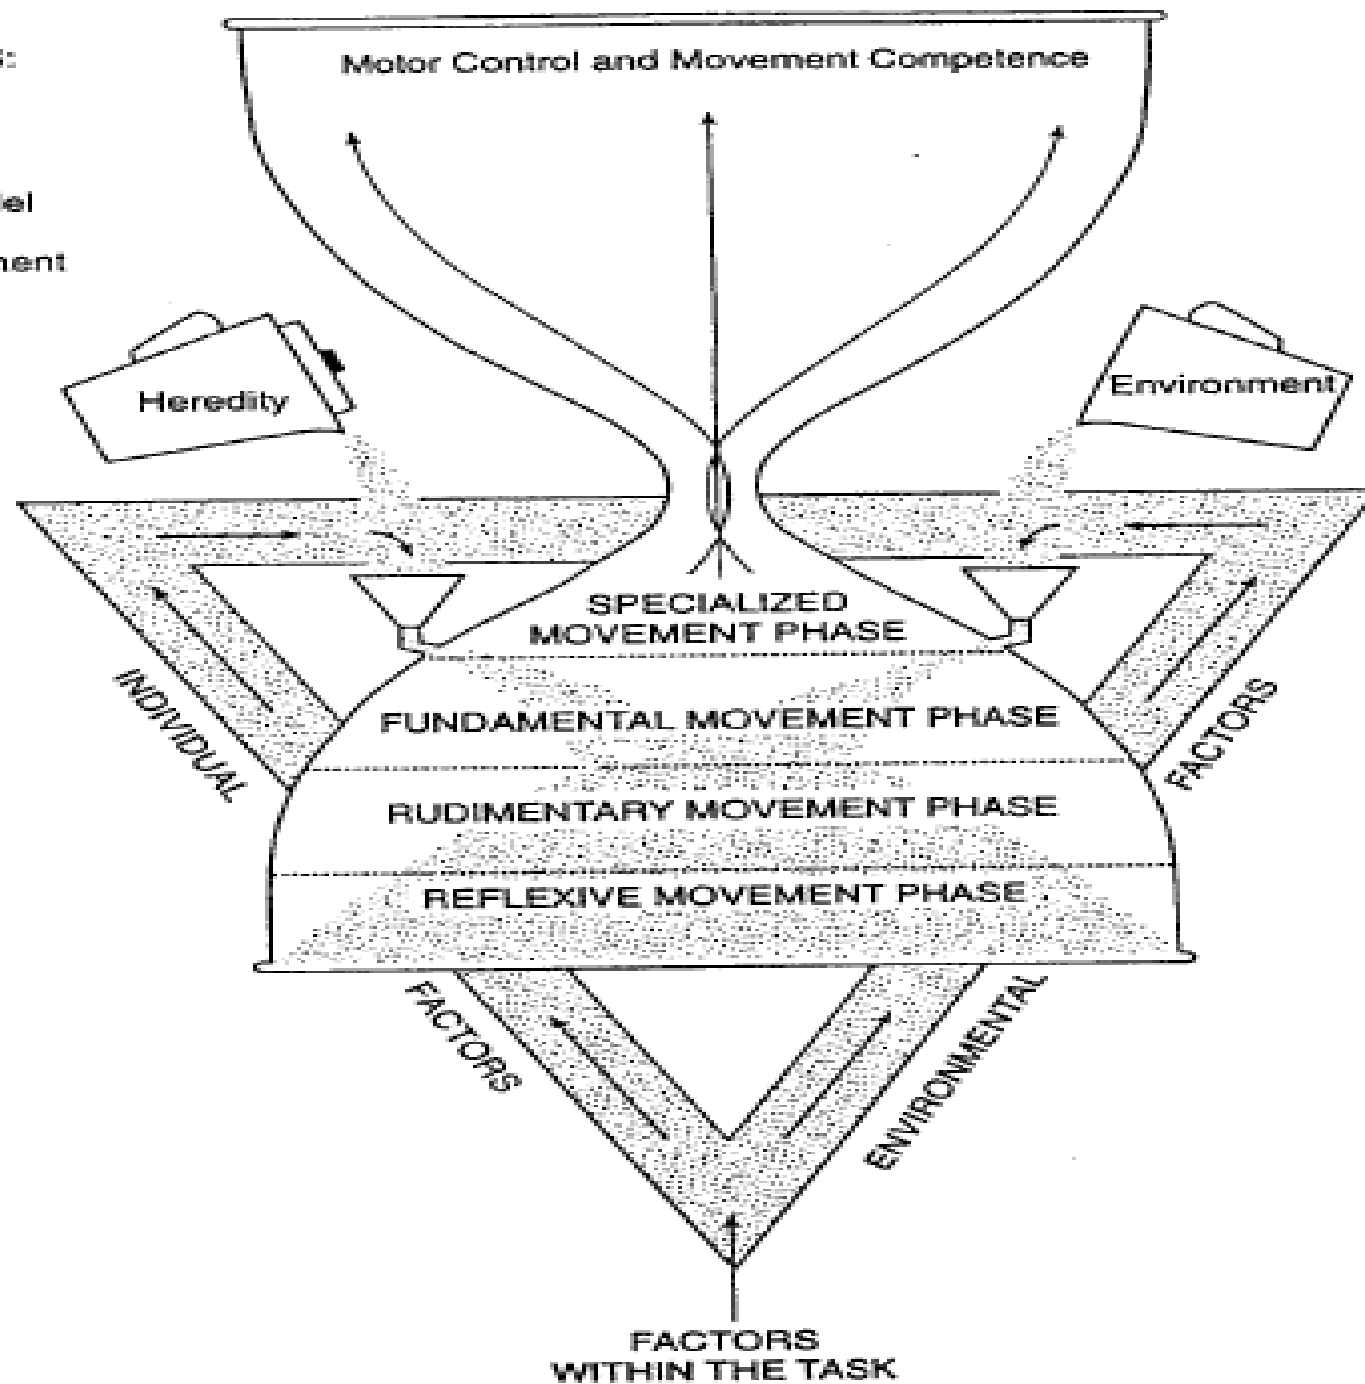 Motor Control and Movement Competence
Heredity
Environment
SPECIALIZED
MOVEMENT PHASE
INDIVIDUAL
FACTORS
FUNDAMENTAL MOVEMENT PHASE
RUDIMENTARY MOVEMENT PHASE
REFLEXIVE MOVEMENT PHASE
FACTORS
ENVIRONMENTAL
FACTORS
WITHIN THE TASK